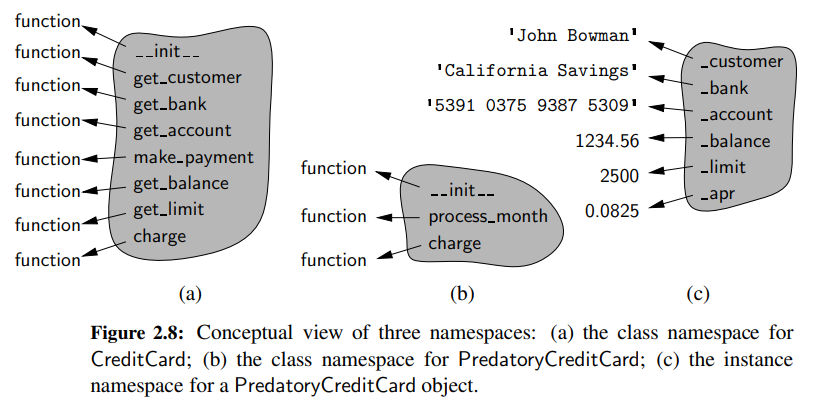 function
function
function
function
function
function
function
function
__init__
get_customer
get_bank
get_account
make_payment
get_balance
get_limit
charge
(a)
function
function
function
__init__
process_month
charge
(b)
'John Bowman'
'California Savings'
'5391 0375 9387 5309'
1234.56
2500
0.0825
_customer
_bank
_account
_balance
_limit
_apr
(c)
Figure 2.8: Conceptual view of three namespaces: (a) the class namespace for
CreditCard; (b) the class namespace for PredatoryCreditCard; (c) the instance
namespace for a PredatoryCreditCard object.